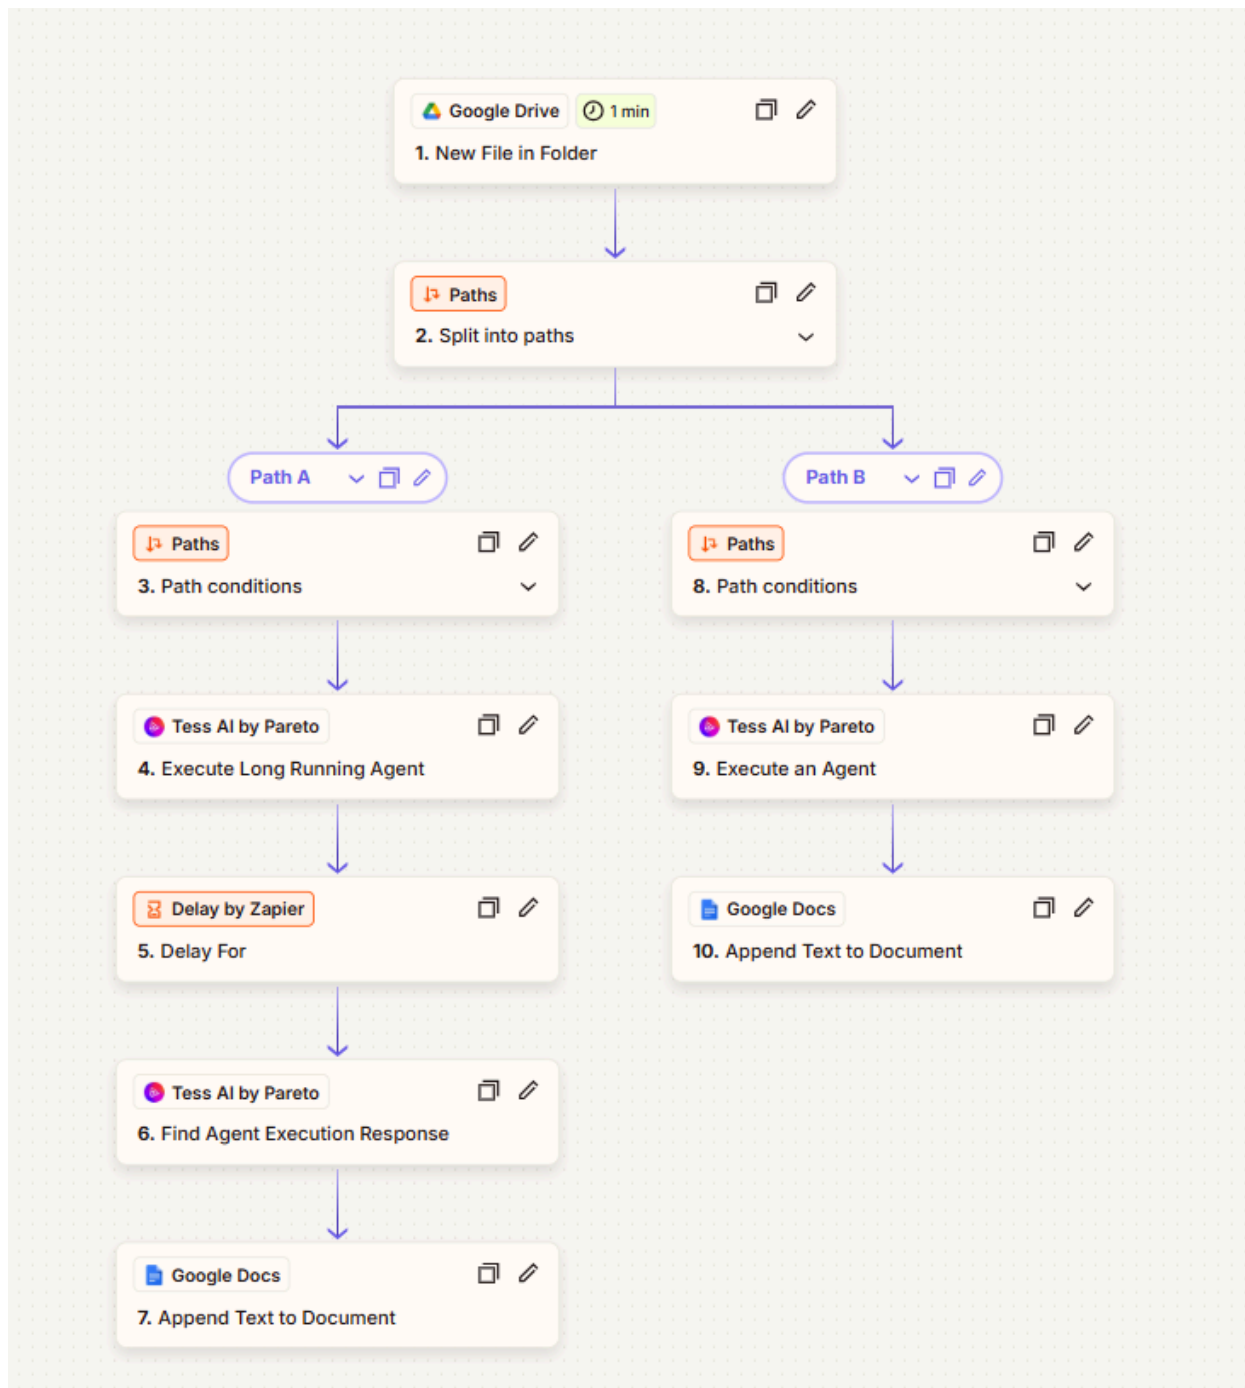 Google Drive 1 min
1. New File in Folder
Paths
2. Split into paths
Path A
Paths
3. Path conditions
Tess AI by Pareto
4. Execute Long Running Agent
Delay by Zapier
5. Delay For
Tess AI by Pareto
6. Find Agent Execution Response
Google Docs
7. Append Text to Document
Path B
Paths
8. Path conditions
Tess AI by Pareto
9. Execute an Agent
Google Docs
10. Append Text to Document